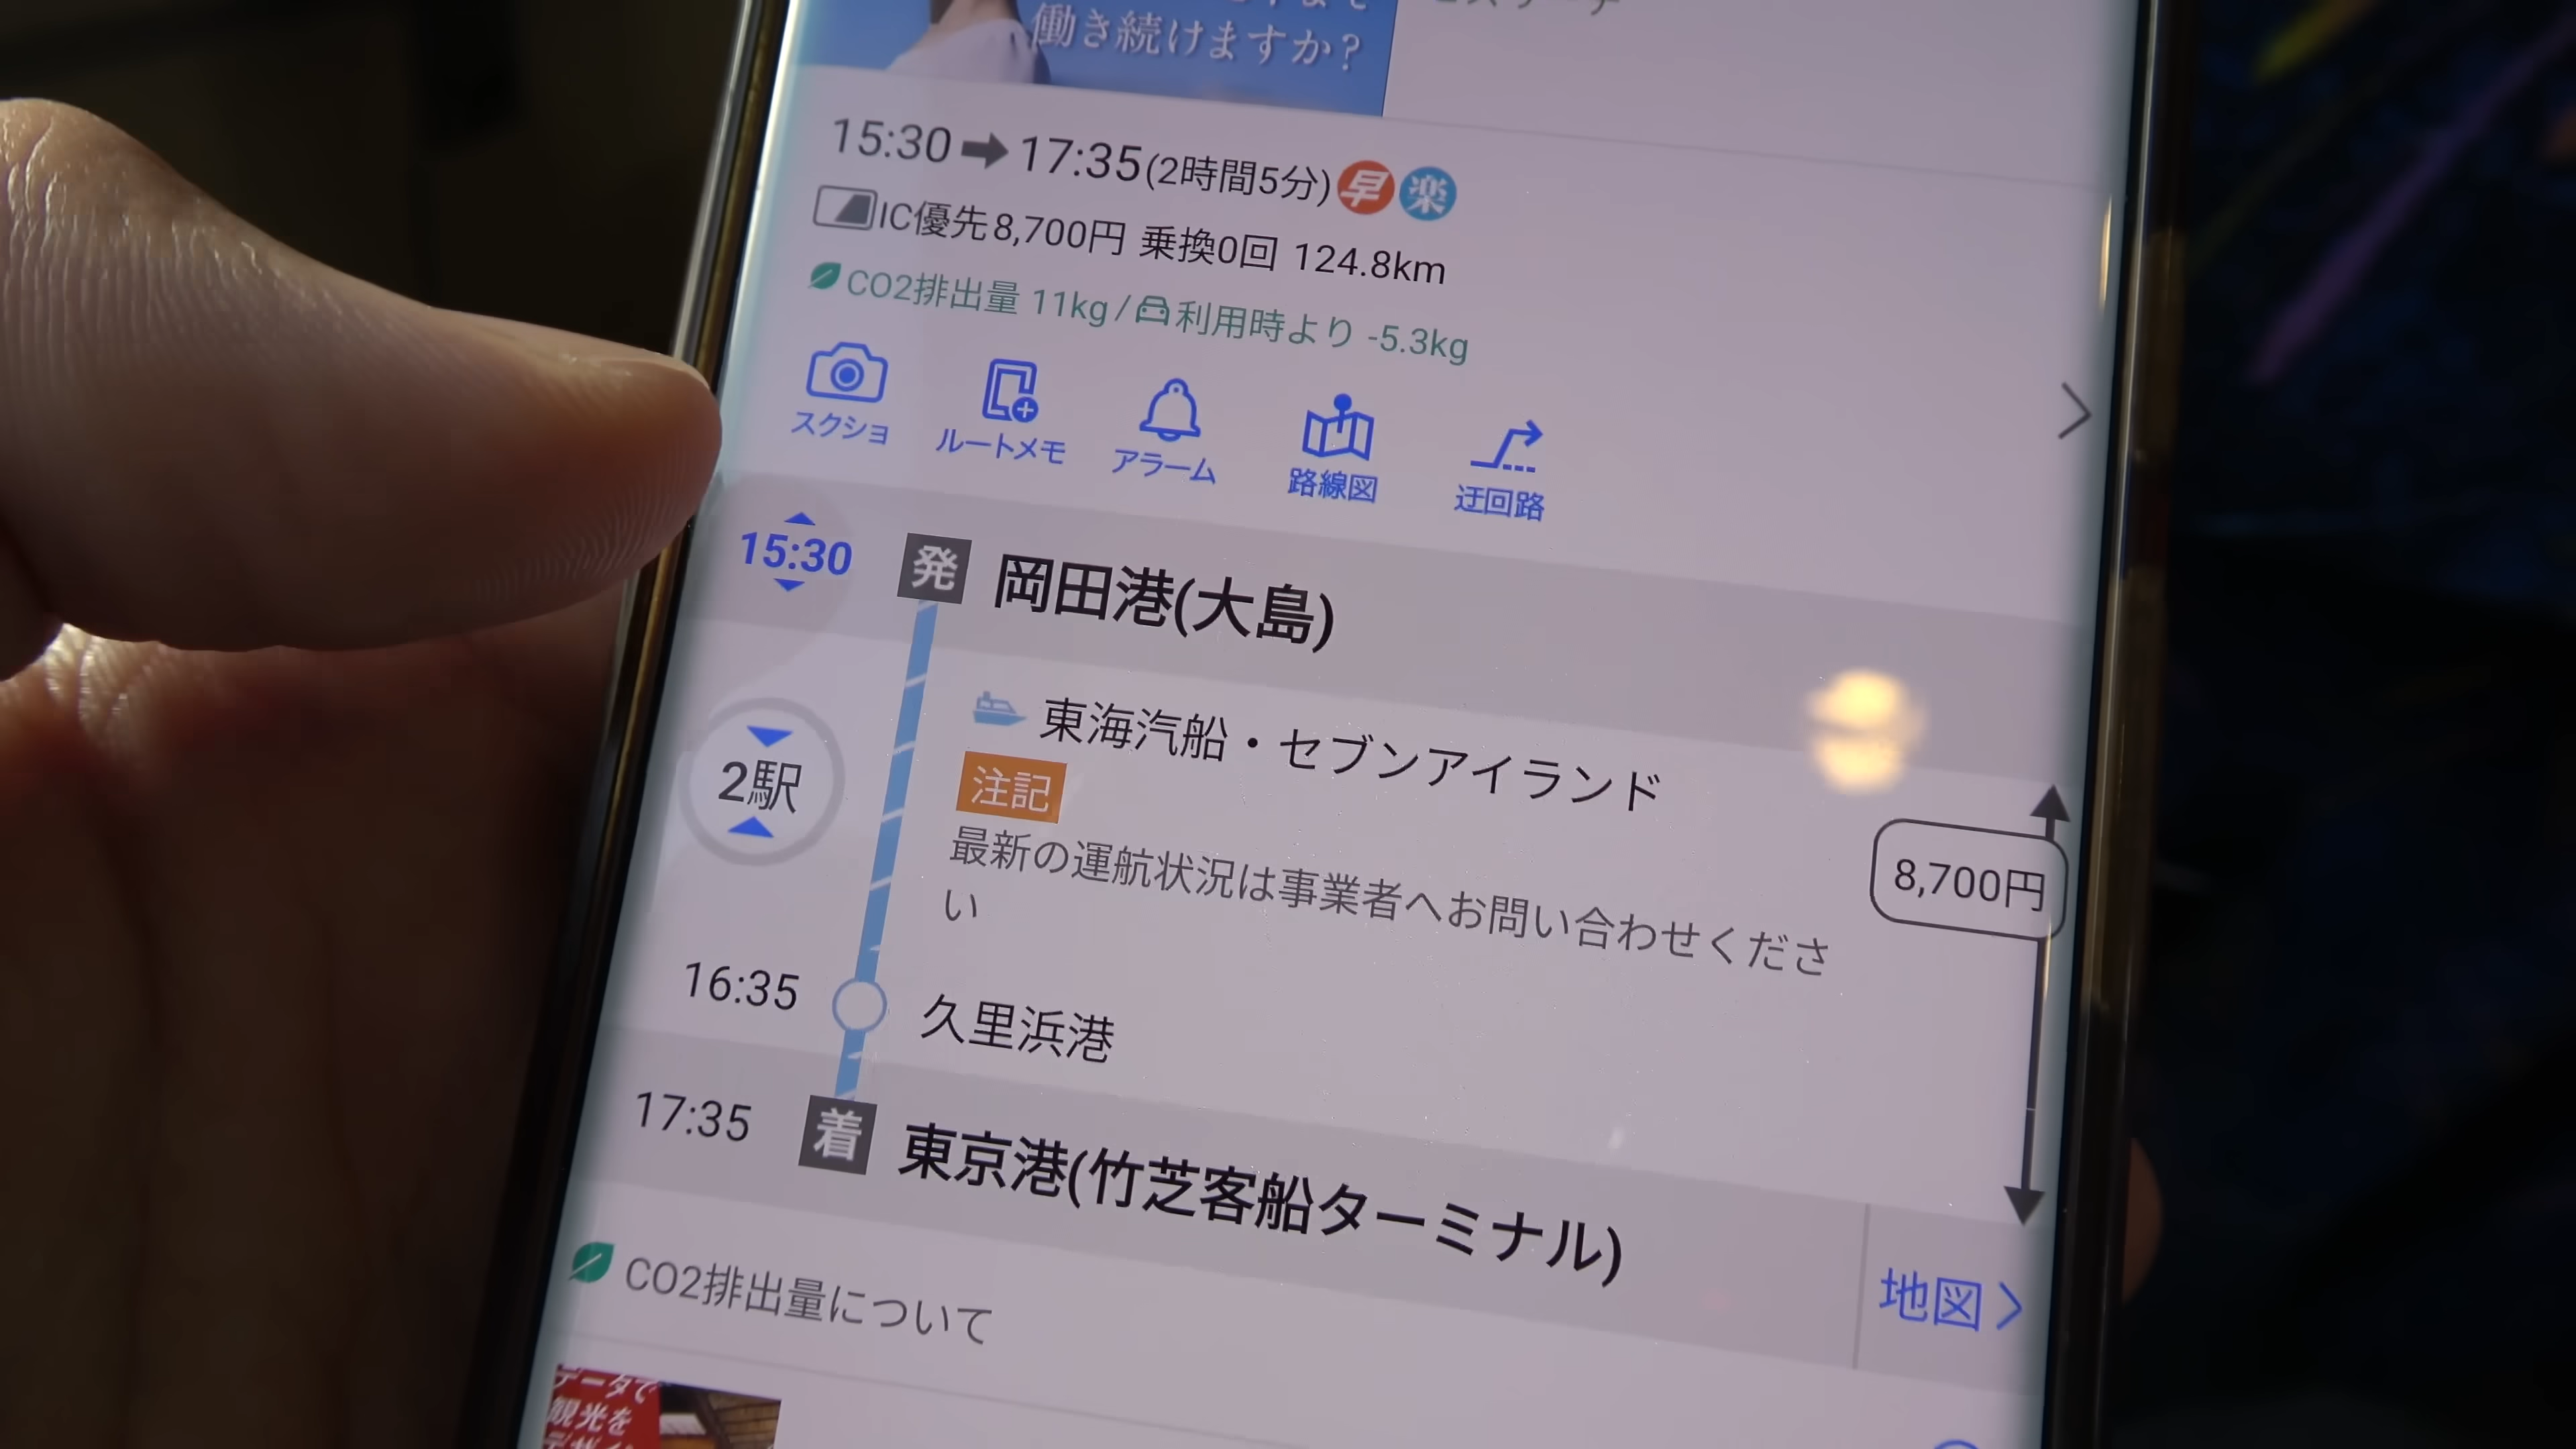 働き続けますか？
15:30➡17:35(2時間5分)早楽
IC優先8,700円 乗換0回 124.8km
CO2排出量 11kg/利用時より -5.3kg
スクショ ルートメモ アラーム 路線図 迂回路
15:30 発 岡田港(大島)
東海汽船・セブンアイランド
注記
2駅
最新の運航状況は事業者へお問い合わせくださ
い
8,700円
16:35 久里浜港
17:35 着 東京港(竹芝客船ターミナル)
地図
CO2排出量について
データで
観光を